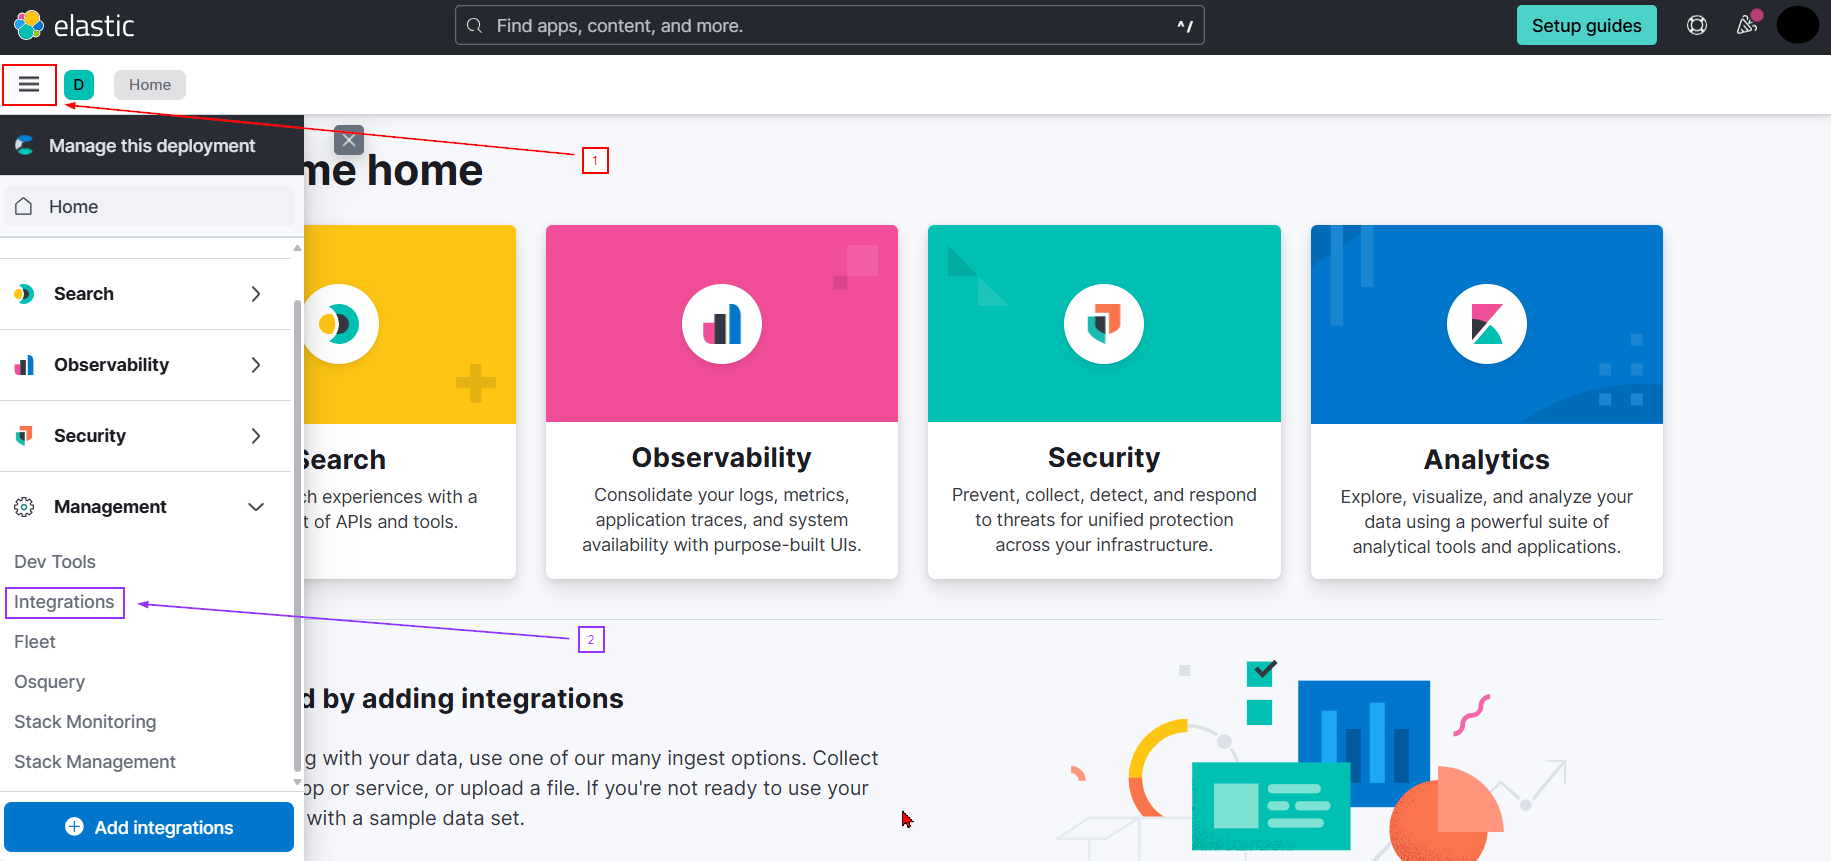 elastic
Find apps, content, and more.
^/
Setup guides
D
Home
Manage this deployment
Home
Search
Observability
Security
Management
Dev Tools
Integrations
Fleet
Osquery
Stack Monitoring
Stack Management
Add integrations
1
2
me home
Search
h experiences with a
t of APIs and tools.
Observability
Consolidate your logs, metrics,
application traces, and system
availability with purpose-built UIs.
Security
Prevent, collect, detect, and respond
to threats for unified protection
across your infrastructure.
Analytics
Explore, visualize, and analyze your
data using a powerful suite of
analytical tools and applications.
d by adding integrations
g with your data, use one of our many ingest options. Collect
pp or service, or upload a file. If you're not ready to use your
with a sample data set.